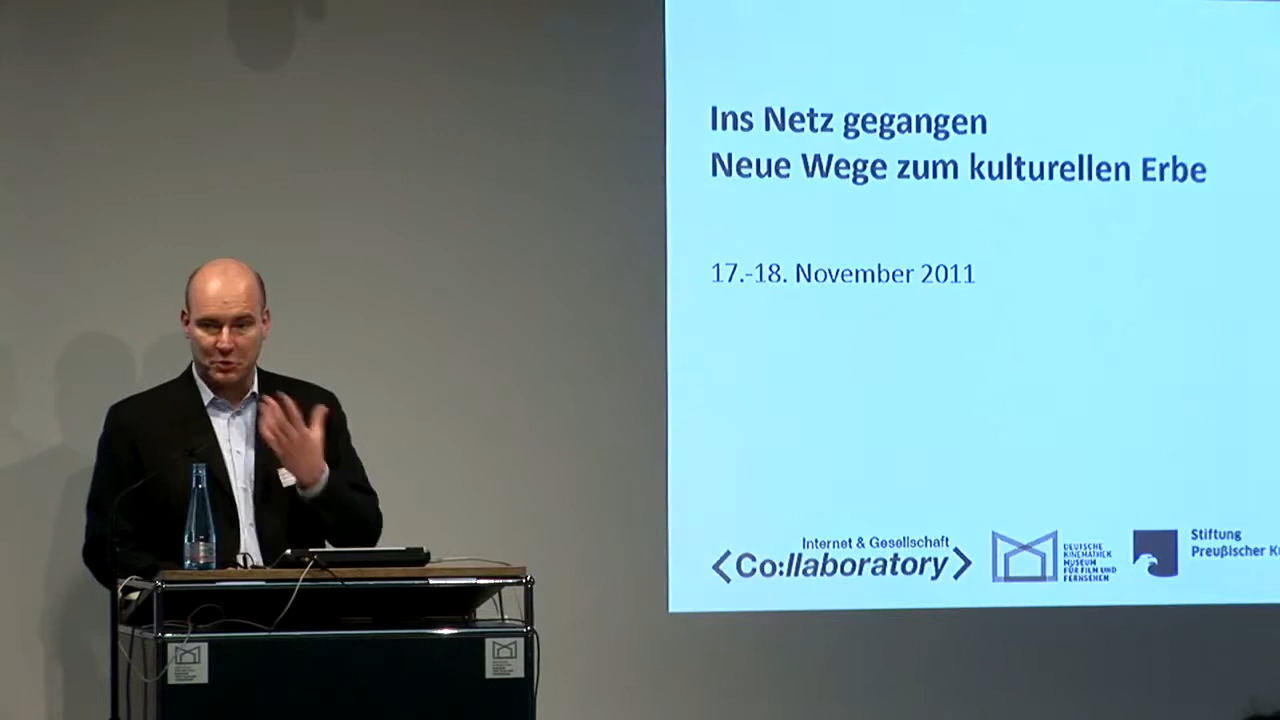 Ins Netz gegangen
Neue Wege zum kulturellen Erbe
17.-18. November 2011
Internet & Gesellschaft
<Co:llaboratory>
DEUTSCHE
KINEMATHEK
MUSEUM
FÜR FILM UND
FERNSEHEN
Stiftung
Preußischer